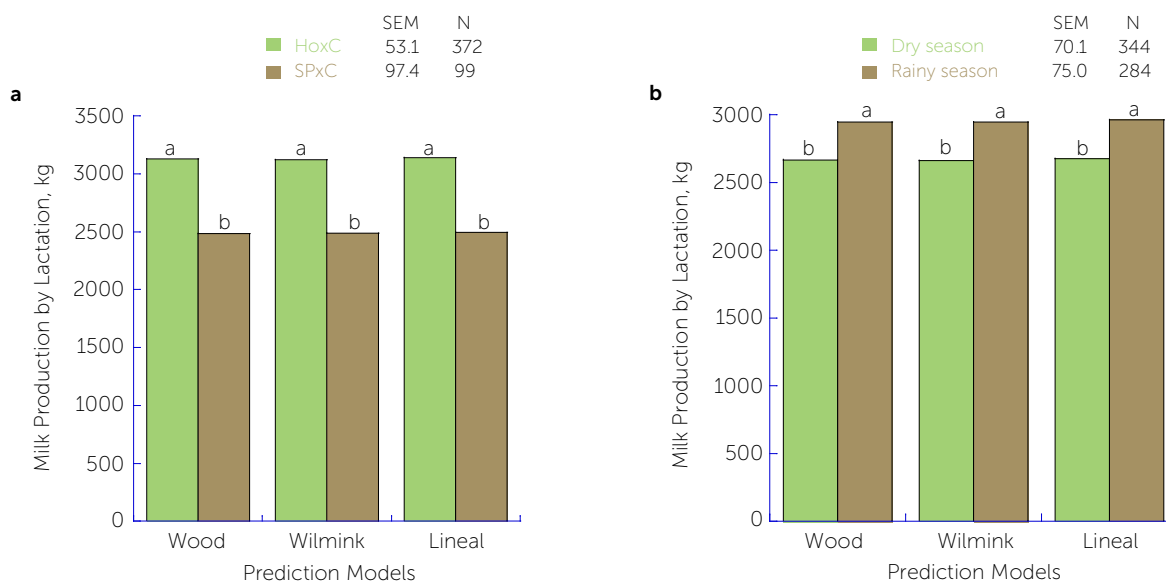 SEM N
HoxC 53.1 372
SPxC 97.4 99
a
Milk Production by Lactation, kg
3500
3000
2500
2000
1500
1000
500
0
a b a b a b
Wood Wilmink Lineal
Prediction Models
SEM N
Dry season 70.1 344
Rainy season 75.0 284
b
Milk Production by Lactation, kg
3000
2500
2000
1500
1000
500
0
b a b a b a
Wood Wilmink Lineal
Prediction Models